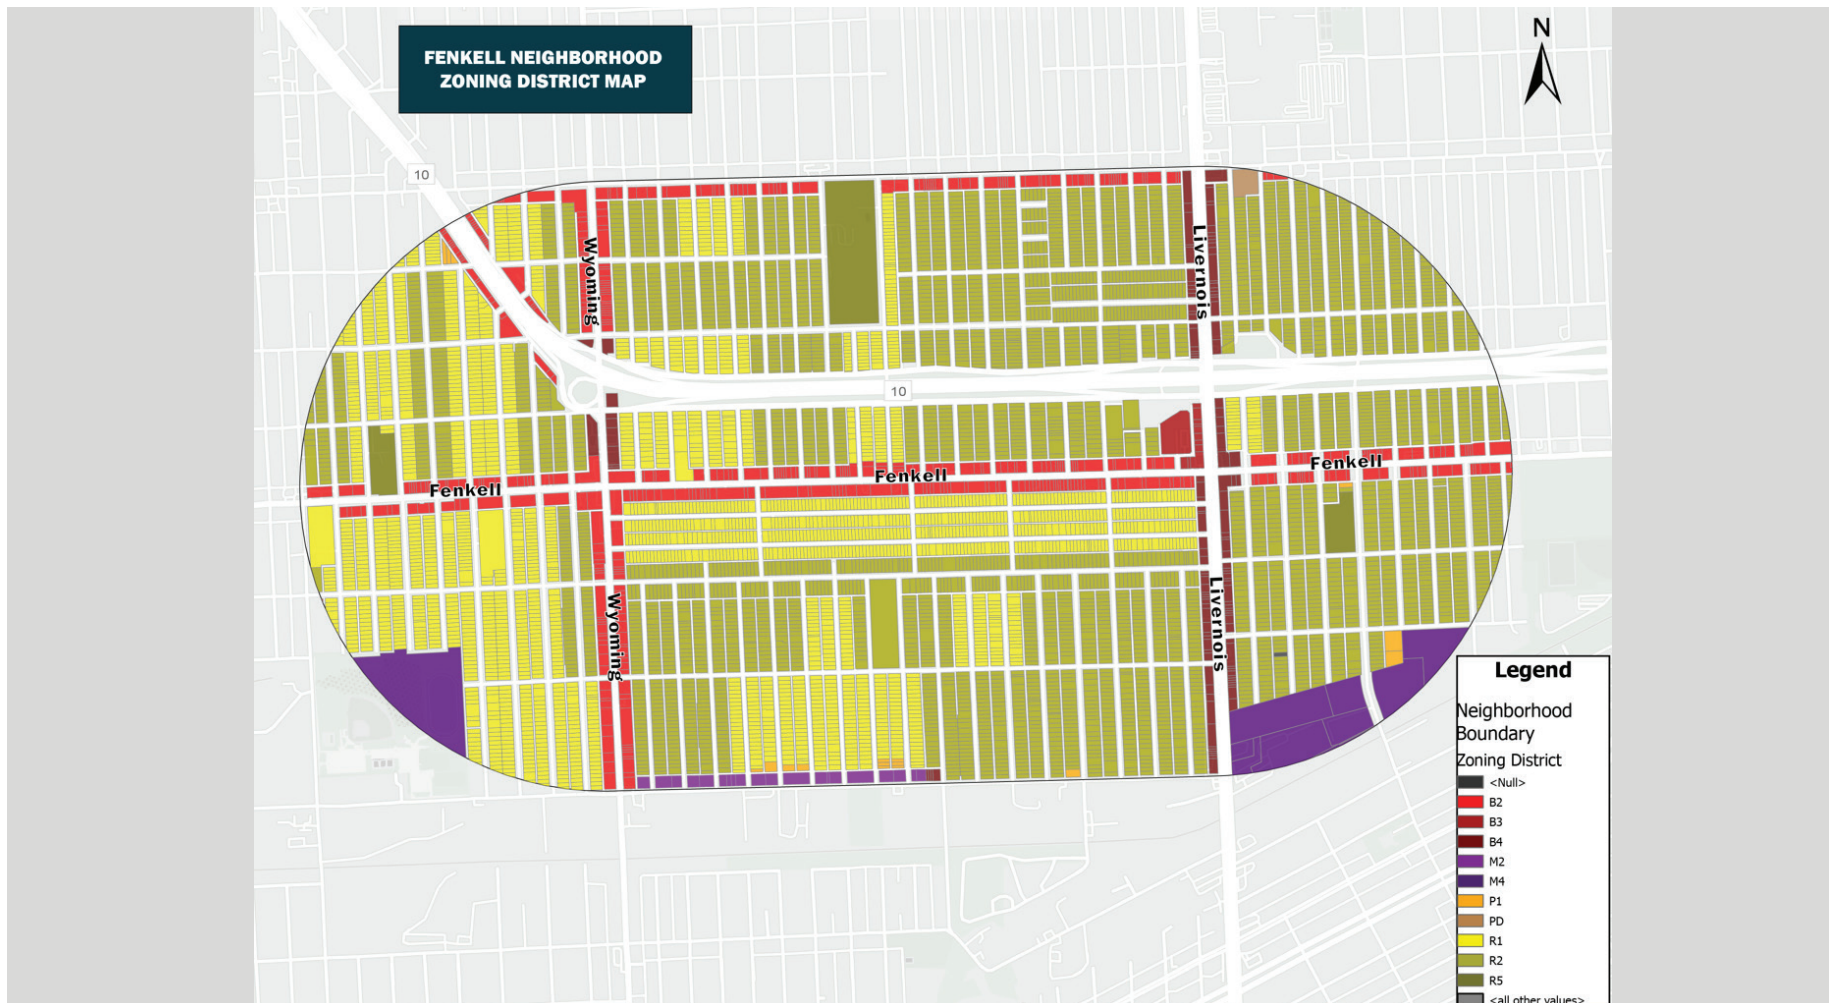 FENKELL NEIGHBORHOOD
ZONING DISTRICT MAP
N
10
Wyoming
Livernois
10
Fenkell
Fenkell
Fenkell
Wyoming
Livernois
Legend
Neighborhood
Boundary
Zoning District
<Null>
B2
B3
B4
M2
M4
P1
PD
R1
R2
R5
<all other values>